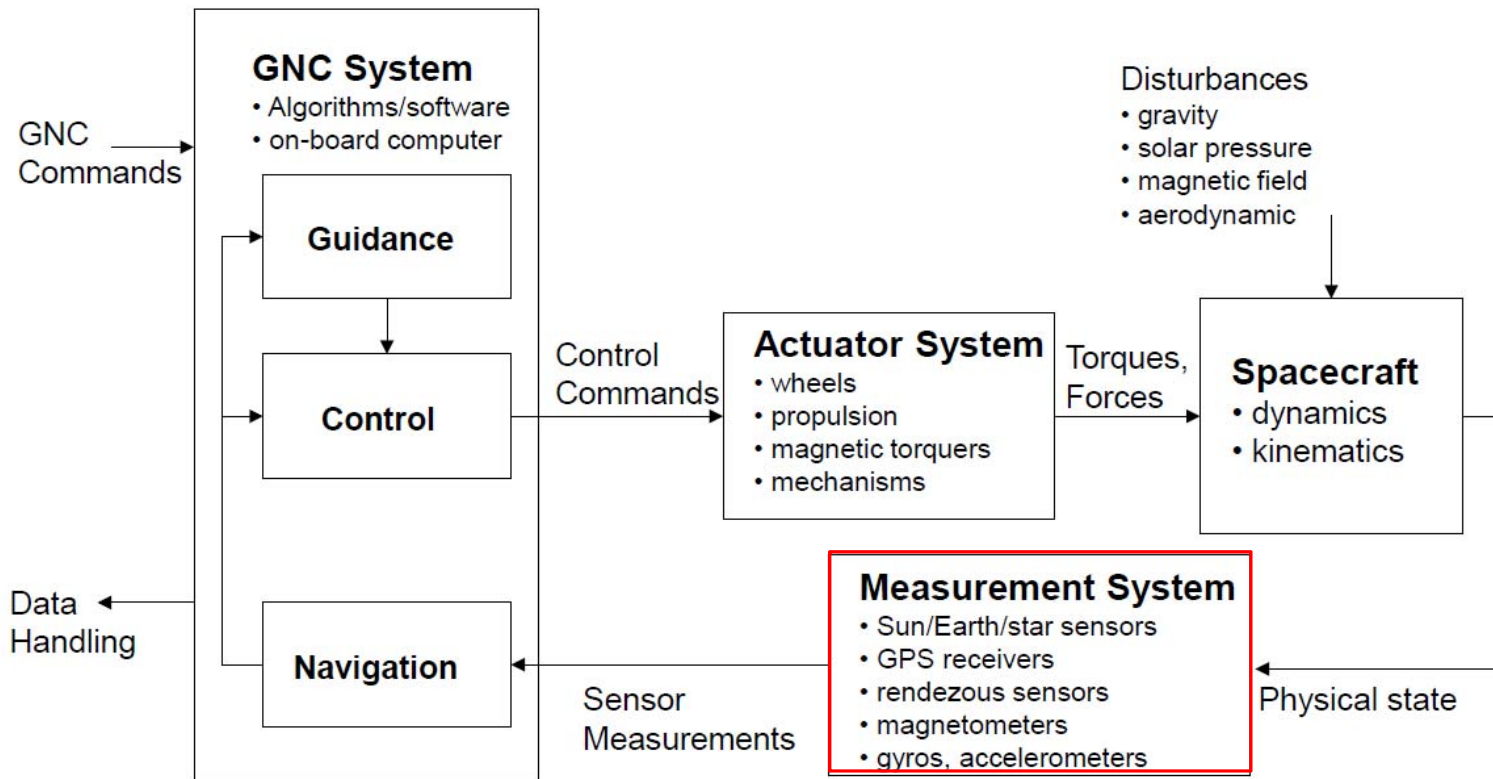 GNC System
• Algorithms/software
• on-board computer
GNC
Commands
Guidance
Control
Navigation
Data
Handling
Control
Commands
Actuator System
• wheels
• propulsion
• magnetic torquers
• mechanisms
Torques,
Forces
Disturbances
• gravity
• solar pressure
• magnetic field
• aerodynamic
Spacecraft
• dynamics
• kinematics
Physical state
Measurement System
• Sun/Earth/star sensors
• GPS receivers
• rendezous sensors
• magnetometers
• gyros, accelerometers
Sensor
Measurements